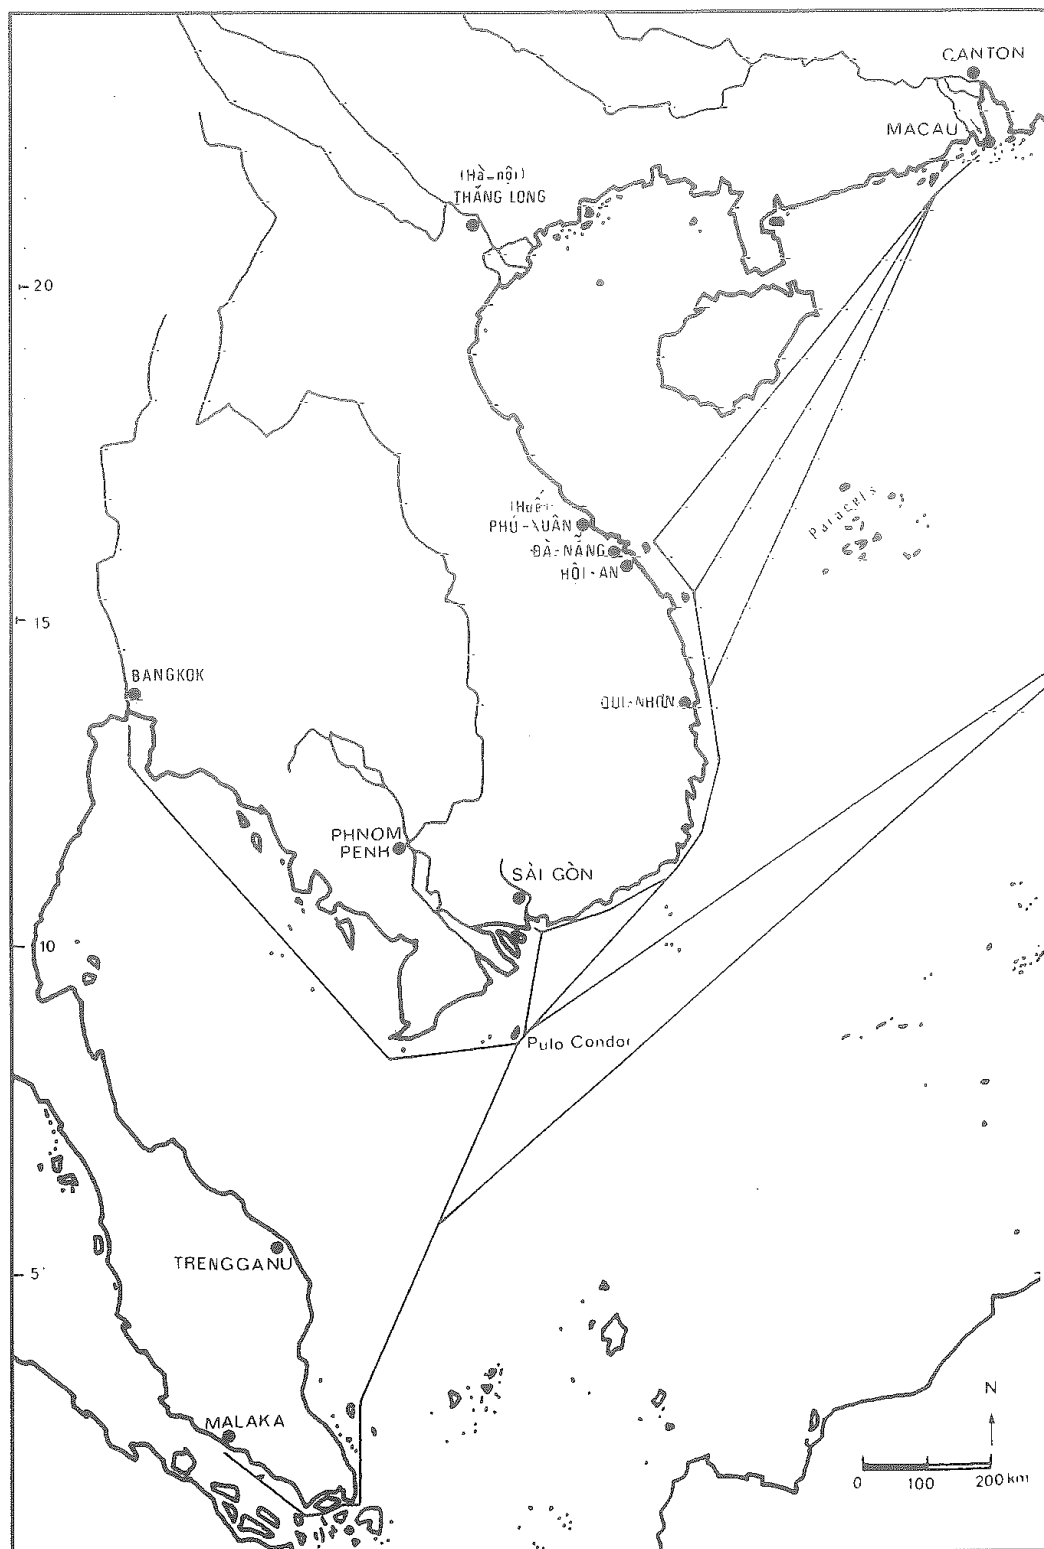 CANTON
MACAU
(Hà-nội)
THĂNG LONG
20
(Huế)
PHÚ-XUÂN
ĐÀ-NẴNG
HỘI-AN
Paracels
15
BANGKOK
QUI-NHƠN
PHNOM
PENH
SÀI GÒN
10
Pulo Condor
TRENGGANU
5
N
MALAKA
0 100 200 km